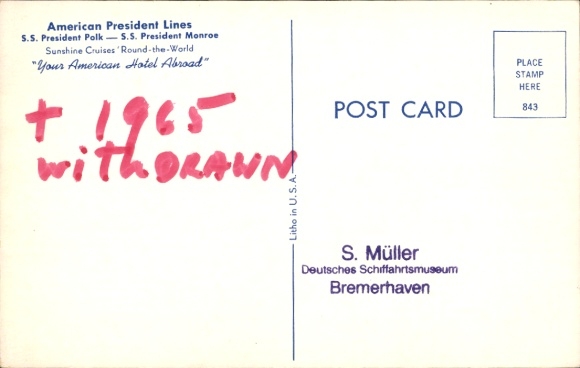 American President Lines
S.S. President Polk — S.S. President Monroe
Sunshine Cruises 'Round-the-World
"Your American Hotel Abroad"
+ 1965
withDRAWN
POST CARD
PLACE
STAMP
HERE
843
Litho in U.S.A.
S. Müller
Deutsches Schiffahrtsmuseum
Bremerhaven